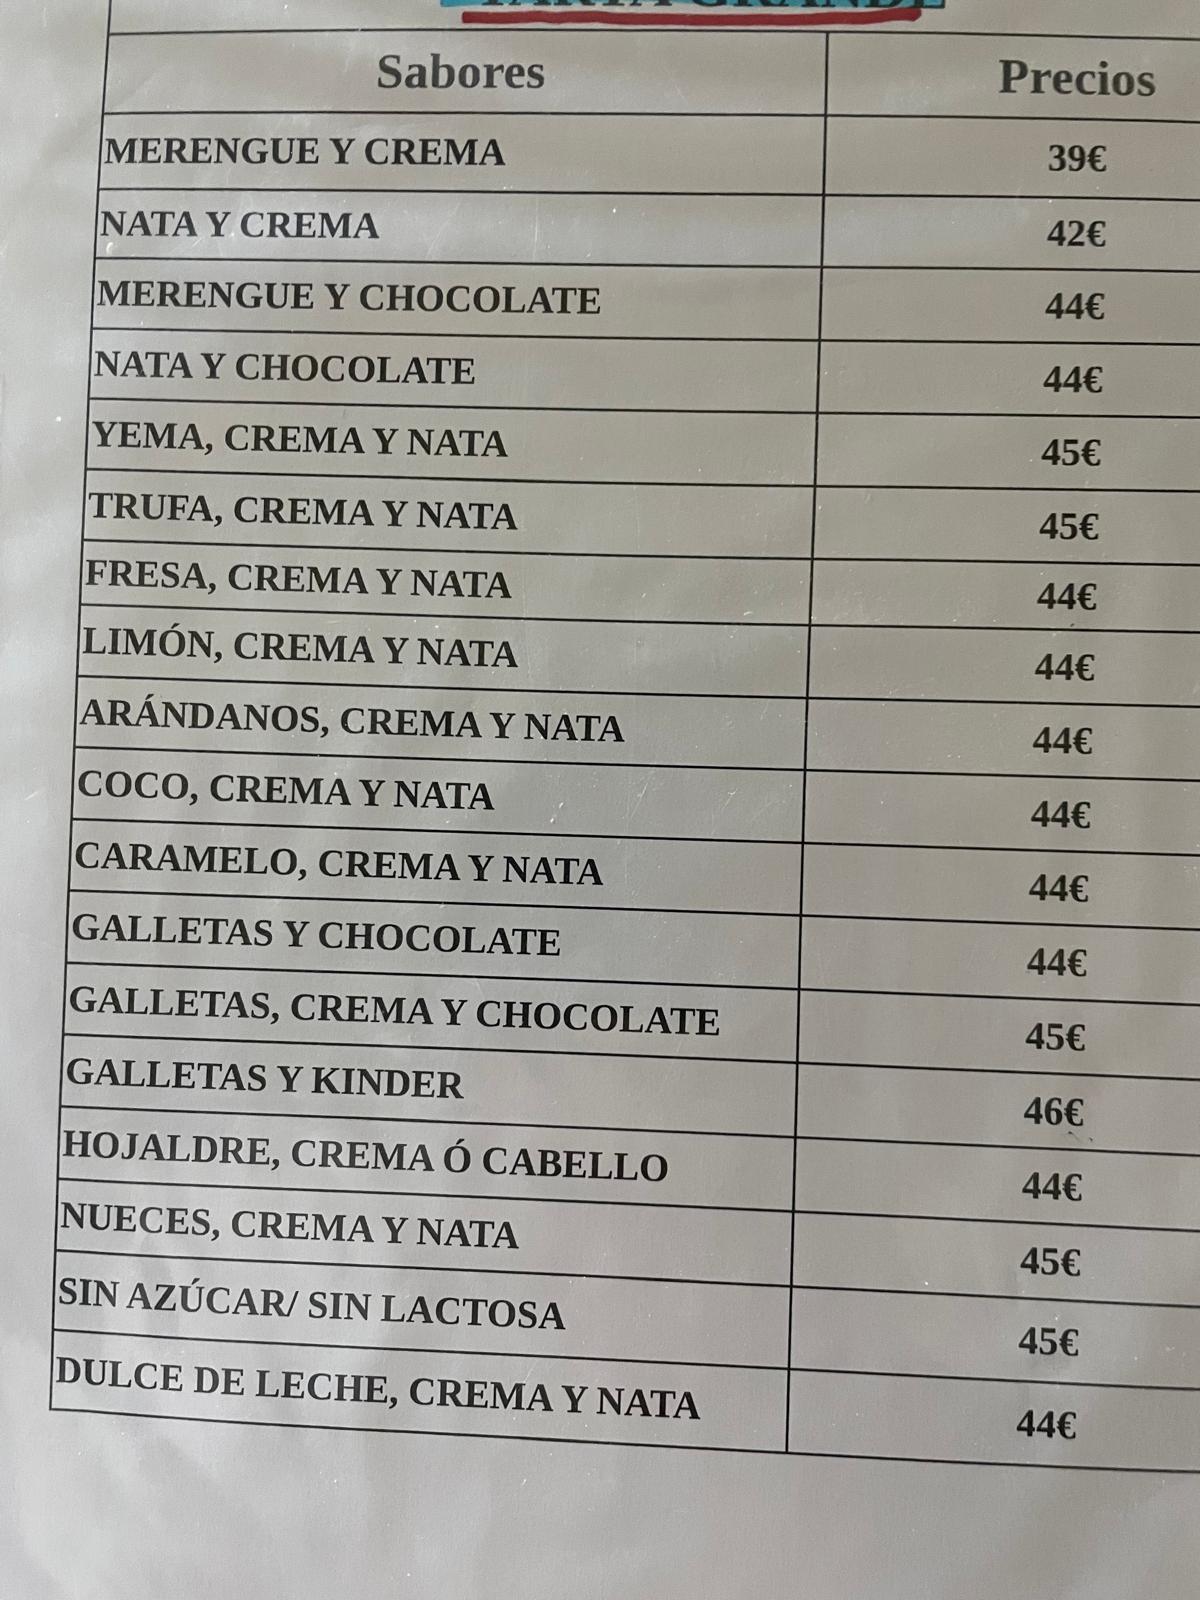 TARTA GRANDE
Sabores Precios
MERENGUE Y CREMA 39€
NATA Y CREMA 42€
MERENGUE Y CHOCOLATE 44€
NATA Y CHOCOLATE 44€
YEMA, CREMA Y NATA 45€
TRUFA, CREMA Y NATA 45€
FRESA, CREMA Y NATA 44€
LIMÓN, CREMA Y NATA 44€
ARÁNDANOS, CREMA Y NATA 44€
COCO, CREMA Y NATA 44€
CARAMELO, CREMA Y NATA 44€
GALLETAS Y CHOCOLATE 44€
GALLETAS, CREMA Y CHOCOLATE 45€
GALLETAS Y KINDER 46€
HOJALDRE, CREMA Ó CABELLO 44€
NUECES, CREMA Y NATA 45€
SIN AZÚCAR/ SIN LACTOSA 45€
DULCE DE LECHE, CREMA Y NATA 44€